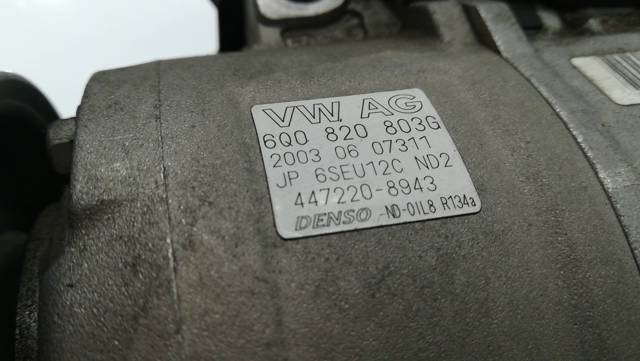 VW AG
6Q0 820 803G
2003 06 07311
JP 6SEU12C ND2
447220-8943
DENSO -ND-OIL8 R134a